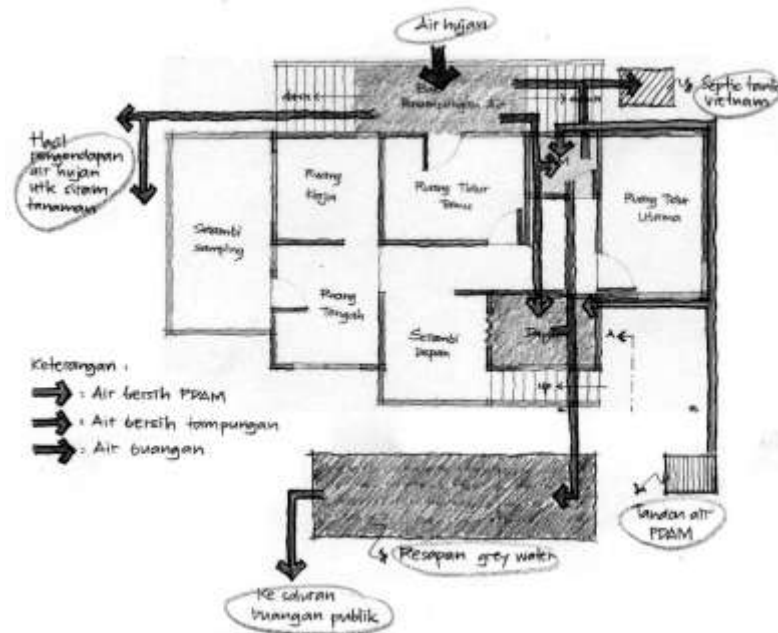 Air hujan
Bak
Penampungan Air
Septic tank
Vietnam
Hasil
pengendapan
air hujan
utk siram
tanaman
Ruang
Kerja
Ruang Tidur
Tamu
Ruang Tidur
Utama
Serambi
Samping
Ruang
Tengah
Serambi
Depan
Dapur
up
A
Keterangan :
: Air bersih PDAM
: Air bersih tampungan
: Air buangan
Tandon air
PDAM
Resapan grey water
Ke saluran
buangan publik